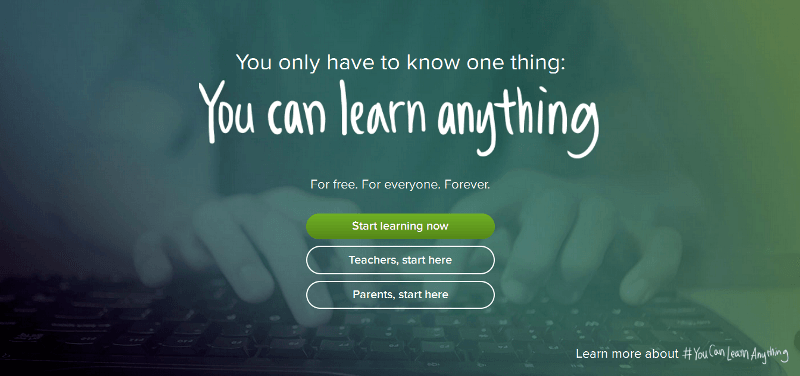 You only have to know one thing:
You can learn anything
For free. For everyone. Forever.
Start learning now
Teachers, start here
Parents, start here
Learn more about #YouCanLearnAnything